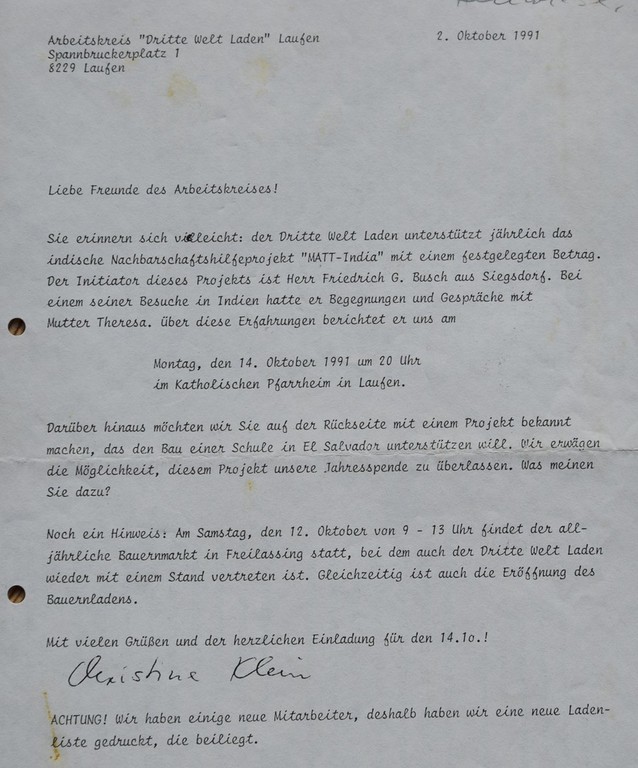 Arbeitskreis "Dritte Welt Laden" Laufen 2. Oktober 1991
Spannbruckerplatz 1
8229 Laufen
Liebe Freunde des Arbeitskreises!
Sie erinnern sich vielleicht: der Dritte Welt Laden unterstützt jährlich das
indische Nachbarschaftshilfeprojekt "MATT-India" mit einem festgelegten Betrag.
Der Initiator dieses Projekts ist Herr Friedrich G. Busch aus Siegsdorf. Bei
einem seiner Besuche in Indien hatte er Begegnungen und Gespräche mit
Mutter Theresa. über diese Erfahrungen berichtet er uns am
Montag, den 14. Oktober 1991 um 20 Uhr
im Katholischen Pfarrheim in Laufen.
Darüber hinaus möchten wir Sie auf der Rückseite mit einem Projekt bekannt
machen, das den Bau einer Schule in El Salvador unterstützen will. Wir erwägen
die Möglichkeit, diesem Projekt unsere Jahresspende zu überlassen. Was meinen
Sie dazu?
Noch ein Hinweis: Am Samstag, den 12. Oktober von 9 - 13 Uhr findet der all-
jährliche Bauernmarkt in Freilassing statt, bei dem auch der Dritte Welt Laden
wieder mit einem Stand vertreten ist. Gleichzeitig ist auch die Eröffnung des
Bauernladens.
Mit vielen Grüßen und der herzlichen Einladung für den 14.1o.!
Christine Klein
ACHTUNG! Wir haben einige neue Mitarbeiter, deshalb haben wir eine neue Laden-
liste gedruckt, die beiliegt.